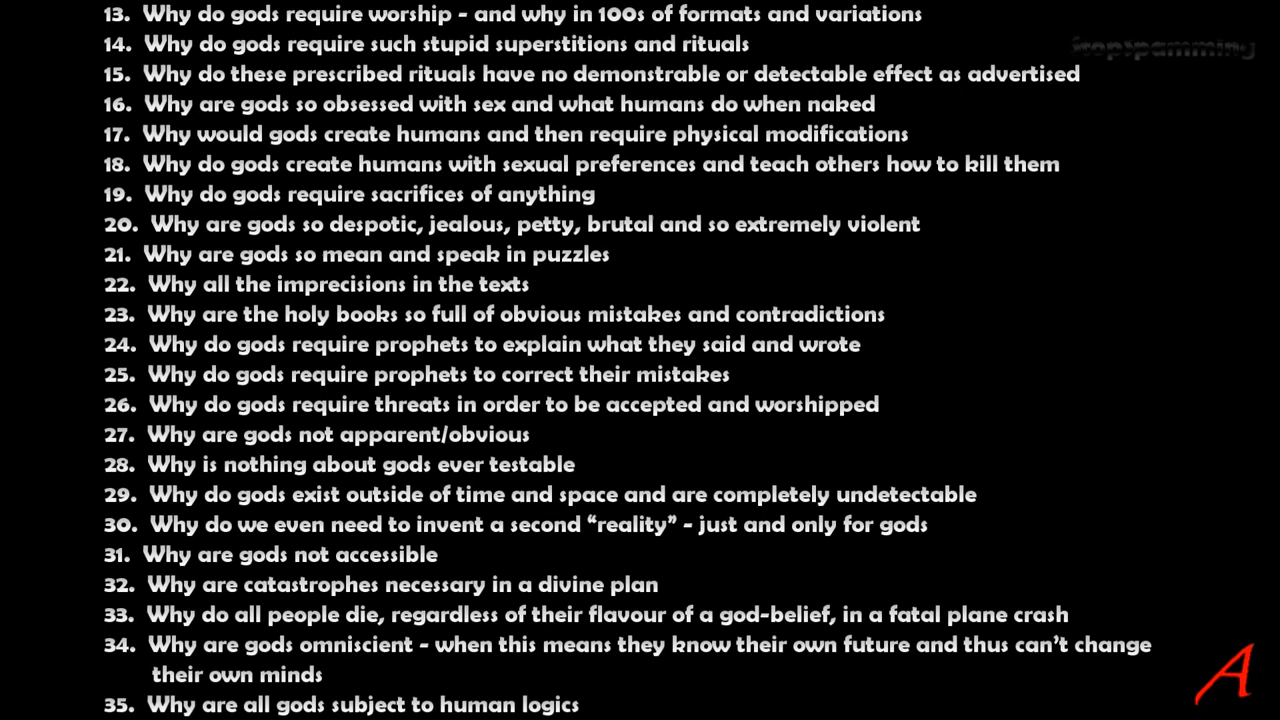 13. Why do gods require worship - and why in 100s of formats and variations
14. Why do gods require such stupid superstitions and rituals
StopSpamming
15. Why do these prescribed rituals have no demonstrable or detectable effect as advertised
16. Why are gods so obsessed with sex and what humans do when naked
17. Why would gods create humans and then require physical modifications
18. Why do gods create humans with sexual preferences and teach others how to kill them
19. Why do gods require sacrifices of anything
20. Why are gods so despotic, jealous, petty, brutal and so extremely violent
21. Why are gods so mean and speak in puzzles
22. Why all the imprecisions in the texts
23. Why are the holy books so full of obvious mistakes and contradictions
24. Why do gods require prophets to explain what they said and wrote
25. Why do gods require prophets to correct their mistakes
26. Why do gods require threats in order to be accepted and worshipped
27. Why are gods not apparent/obvious
28. Why is nothing about gods ever testable
29. Why do gods exist outside of time and space and are completely undetectable
30. Why do we even need to invent a second “reality” - just and only for gods
31. Why are gods not accessible
32. Why are catastrophes necessary in a divine plan
33. Why do all people die, regardless of their flavour of a god-belief, in a fatal plane crash
34. Why are gods omniscient - when this means they know their own future and thus can’t change
their own minds
A
35. Why are all gods subject to human logics